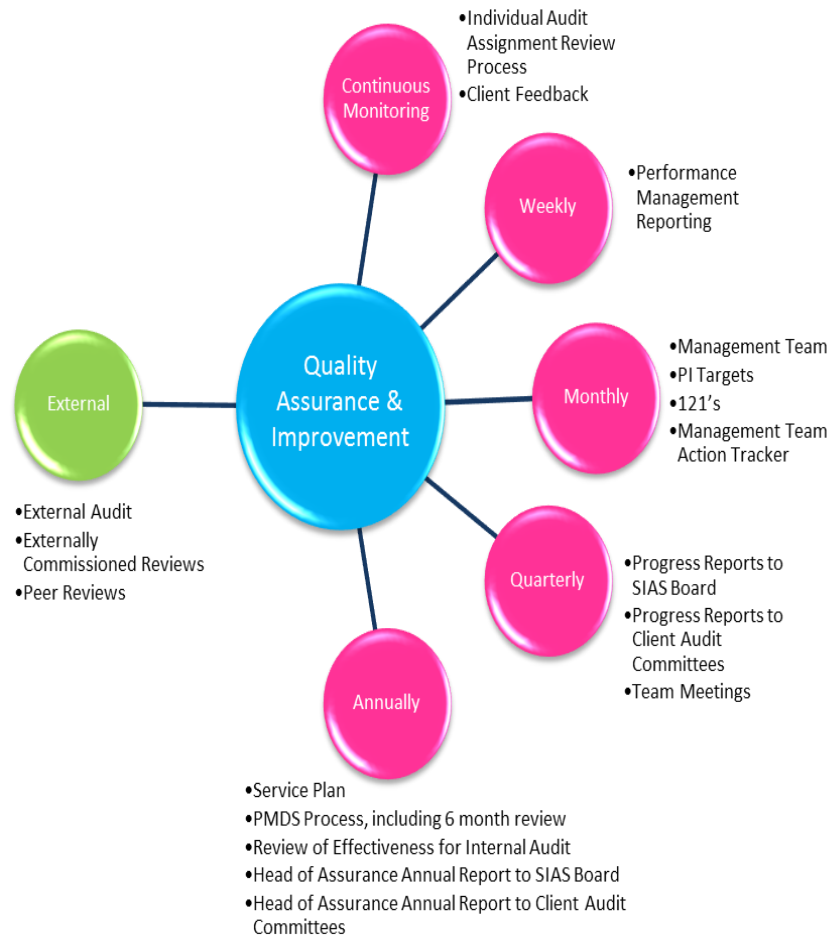 •Individual Audit
Assignment Review
Process
•Client Feedback
Continuous
Monitoring
•Performance
Management
Reporting
Weekly
Quality
Assurance &
Improvement
•Management Team
•PI Targets
•121's
•Management Team
Action Tracker
Monthly
External
•External Audit
•Externally
Commissioned Reviews
•Peer Reviews
Quarterly
•Progress Reports to
SIAS Board
•Progress Reports to
Client Audit
Committees
•Team Meetings
Annually
•Service Plan
•PMDS Process, including 6 month review
•Review of Effectiveness for Internal Audit
•Head of Assurance Annual Report to SIAS Board
•Head of Assurance Annual Report to Client Audit
Committees